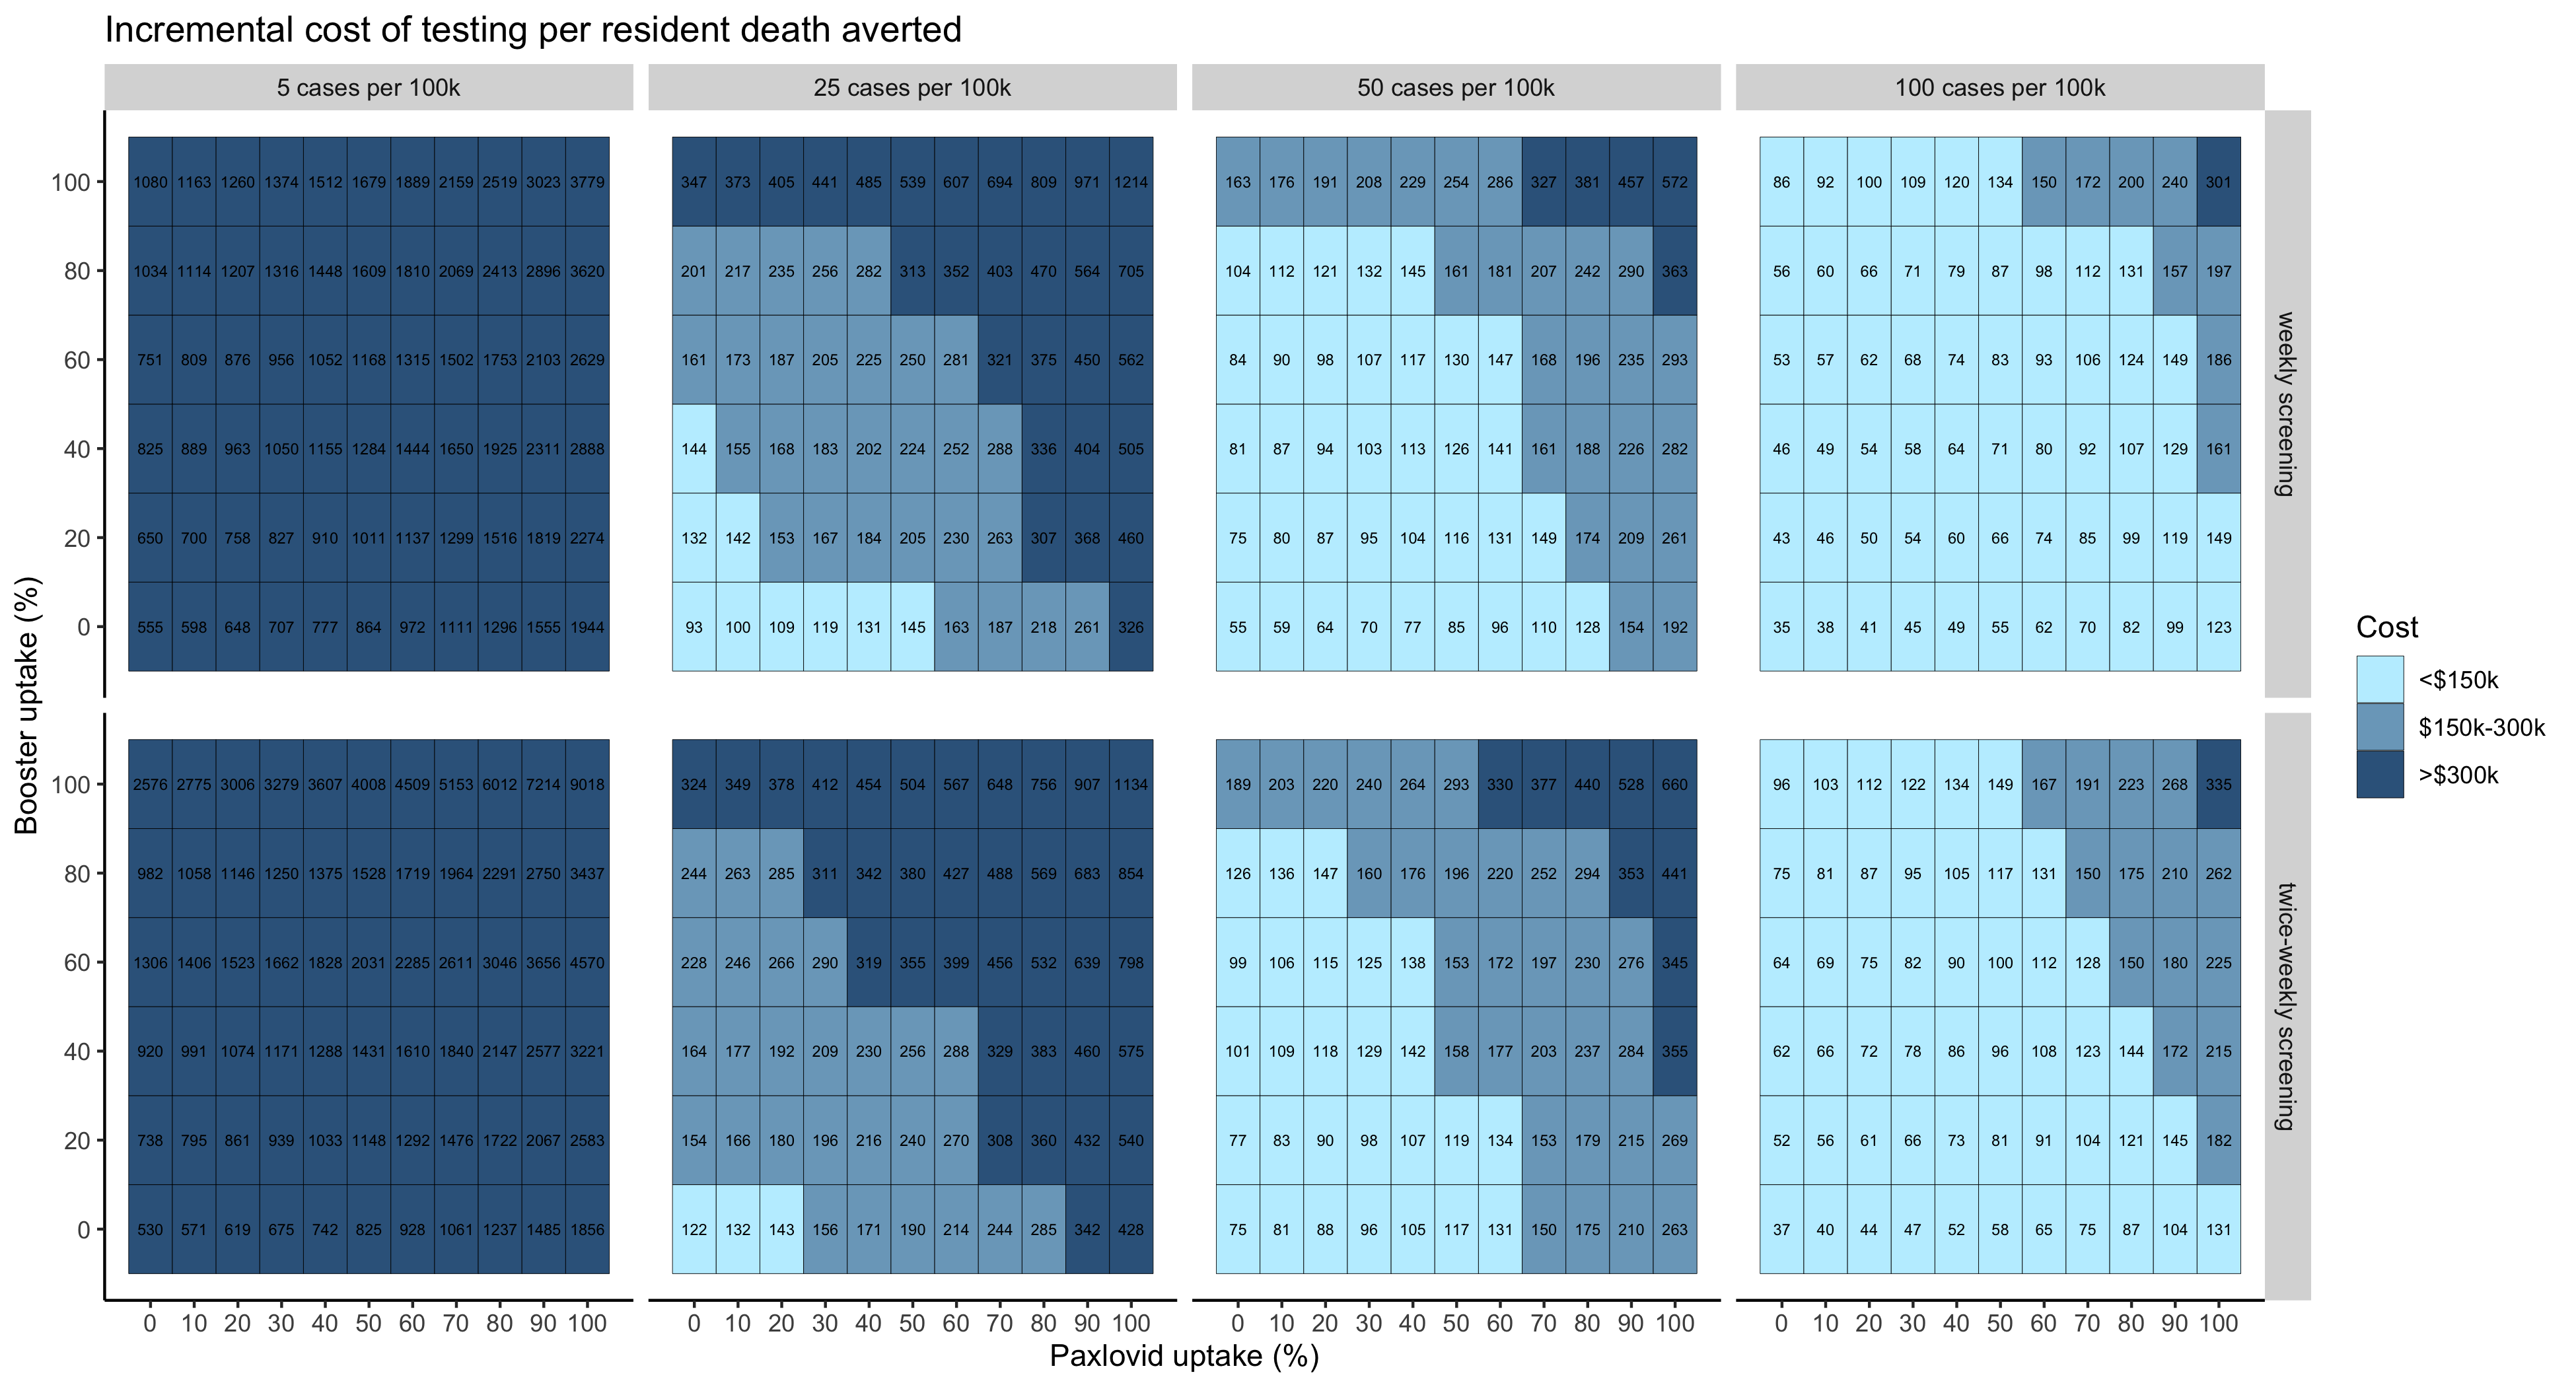 Incremental cost of testing per resident death averted
5 cases per 100k 25 cases per 100k 50 cases per 100k 100 cases per 100k
100 1080 1163 1260 1374 1512 1679 1889 2159 2519 3023 3779 347 373 405 441 485 539 607 694 809 971 1214 163 176 191 208 229 254 286 327 381 457 572 86 92 100 109 120 134 150 172 200 240 301
80 1034 1114 1207 1316 1448 1609 1810 2069 2413 2896 3620 201 217 235 256 282 313 352 403 470 564 705 104 112 121 132 145 161 181 207 242 290 363 56 60 66 71 79 87 98 112 131 157 197
60 751 809 876 956 1052 1168 1315 1502 1753 2103 2629 161 173 187 205 225 250 281 321 375 450 562 84 90 98 107 117 130 147 168 196 235 293 53 57 62 68 74 83 93 106 124 149 186
40 825 889 963 1050 1155 1284 1444 1650 1925 2311 2888 144 155 168 183 202 224 252 288 336 404 505 81 87 94 103 113 126 141 161 188 226 282 46 49 54 58 64 71 80 92 107 129 161
20 650 700 758 827 910 1011 1137 1299 1516 1819 2274 132 142 153 167 184 205 230 263 307 368 460 75 80 87 95 104 116 131 149 174 209 261 43 46 50 54 60 66 74 85 99 119 149
0 555 598 648 707 777 864 972 1111 1296 1555 1944 93 100 109 119 131 145 163 187 218 261 326 55 59 64 70 77 85 96 110 128 154 192 35 38 41 45 49 55 62 70 82 99 123
weekly screening
100 2576 2775 3006 3279 3607 4008 4509 5153 6012 7214 9018 324 349 378 412 454 504 567 648 756 907 1134 189 203 220 240 264 293 330 377 440 528 660 96 103 112 122 134 149 167 191 223 268 335
80 982 1058 1146 1250 1375 1528 1719 1964 2291 2750 3437 244 263 285 311 342 380 427 488 569 683 854 126 136 147 160 176 196 220 252 294 353 441 75 81 87 95 105 117 131 150 175 210 262
60 1306 1406 1523 1662 1828 2031 2285 2611 3046 3656 4570 228 246 266 290 319 355 399 456 532 639 798 99 106 115 125 138 153 172 197 230 276 345 64 69 75 82 90 100 112 128 150 180 225
40 920 991 1074 1171 1288 1431 1610 1840 2147 2577 3221 164 177 192 209 230 256 288 329 383 460 575 101 109 118 129 142 158 177 203 237 284 355 62 66 72 78 86 96 108 123 144 172 215
20 738 795 861 939 1033 1148 1292 1476 1722 2067 2583 154 166 180 196 216 240 270 308 360 432 540 77 83 90 98 107 119 134 153 179 215 269 52 56 61 66 73 81 91 104 121 145 182
0 530 571 619 675 742 825 928 1061 1237 1485 1856 122 132 143 156 171 190 214 244 285 342 428 75 81 88 96 105 117 131 150 175 210 263 37 40 44 47 52 58 65 75 87 104 131
twice-weekly screening
0 10 20 30 40 50 60 70 80 90 100 0 10 20 30 40 50 60 70 80 90 100 0 10 20 30 40 50 60 70 80 90 100 0 10 20 30 40 50 60 70 80 90 100
Paxlovid uptake (%)
Booster uptake (%)
Cost
<$150k
$150k-300k
>$300k